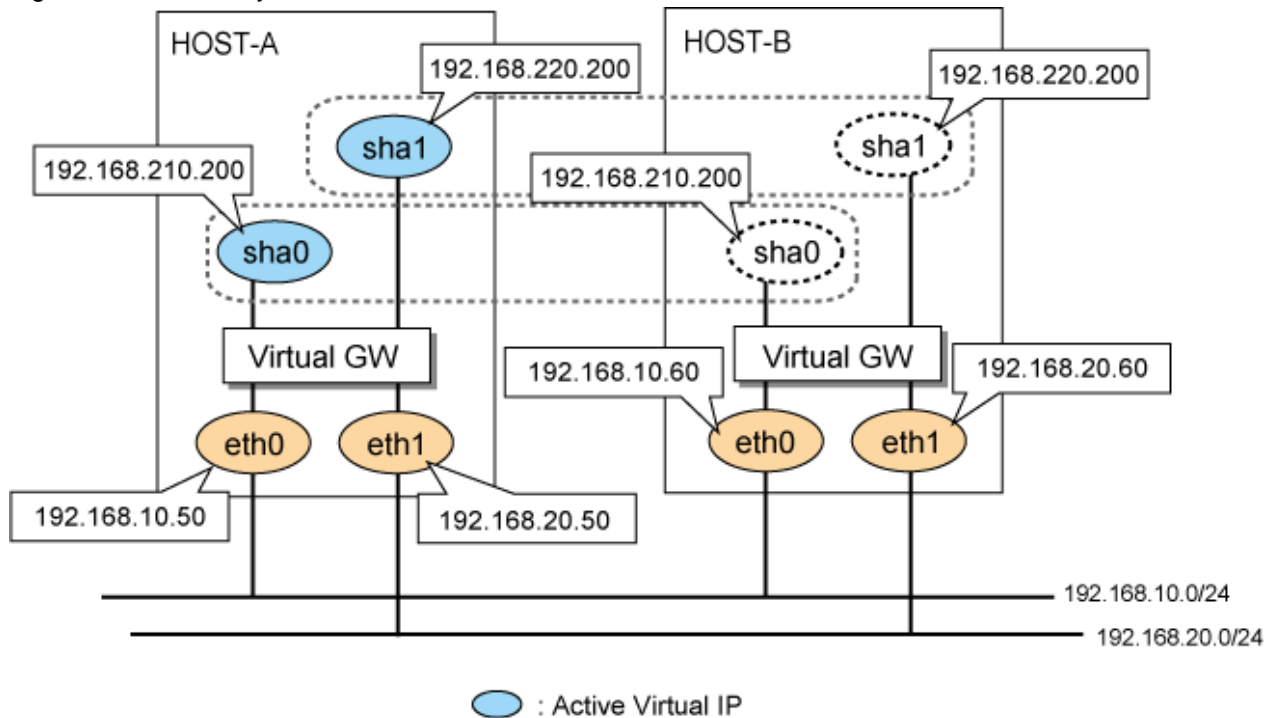 HOST-A
HOST-B
192.168.220.200
192.168.220.200
sha1
sha1
192.168.210.200
192.168.210.200
sha0
sha0
Virtual GW
Virtual GW
192.168.10.60
192.168.20.60
eth0
eth1
eth0
eth1
192.168.10.50
192.168.20.50
192.168.10.0/24
192.168.20.0/24
: Active Virtual IP